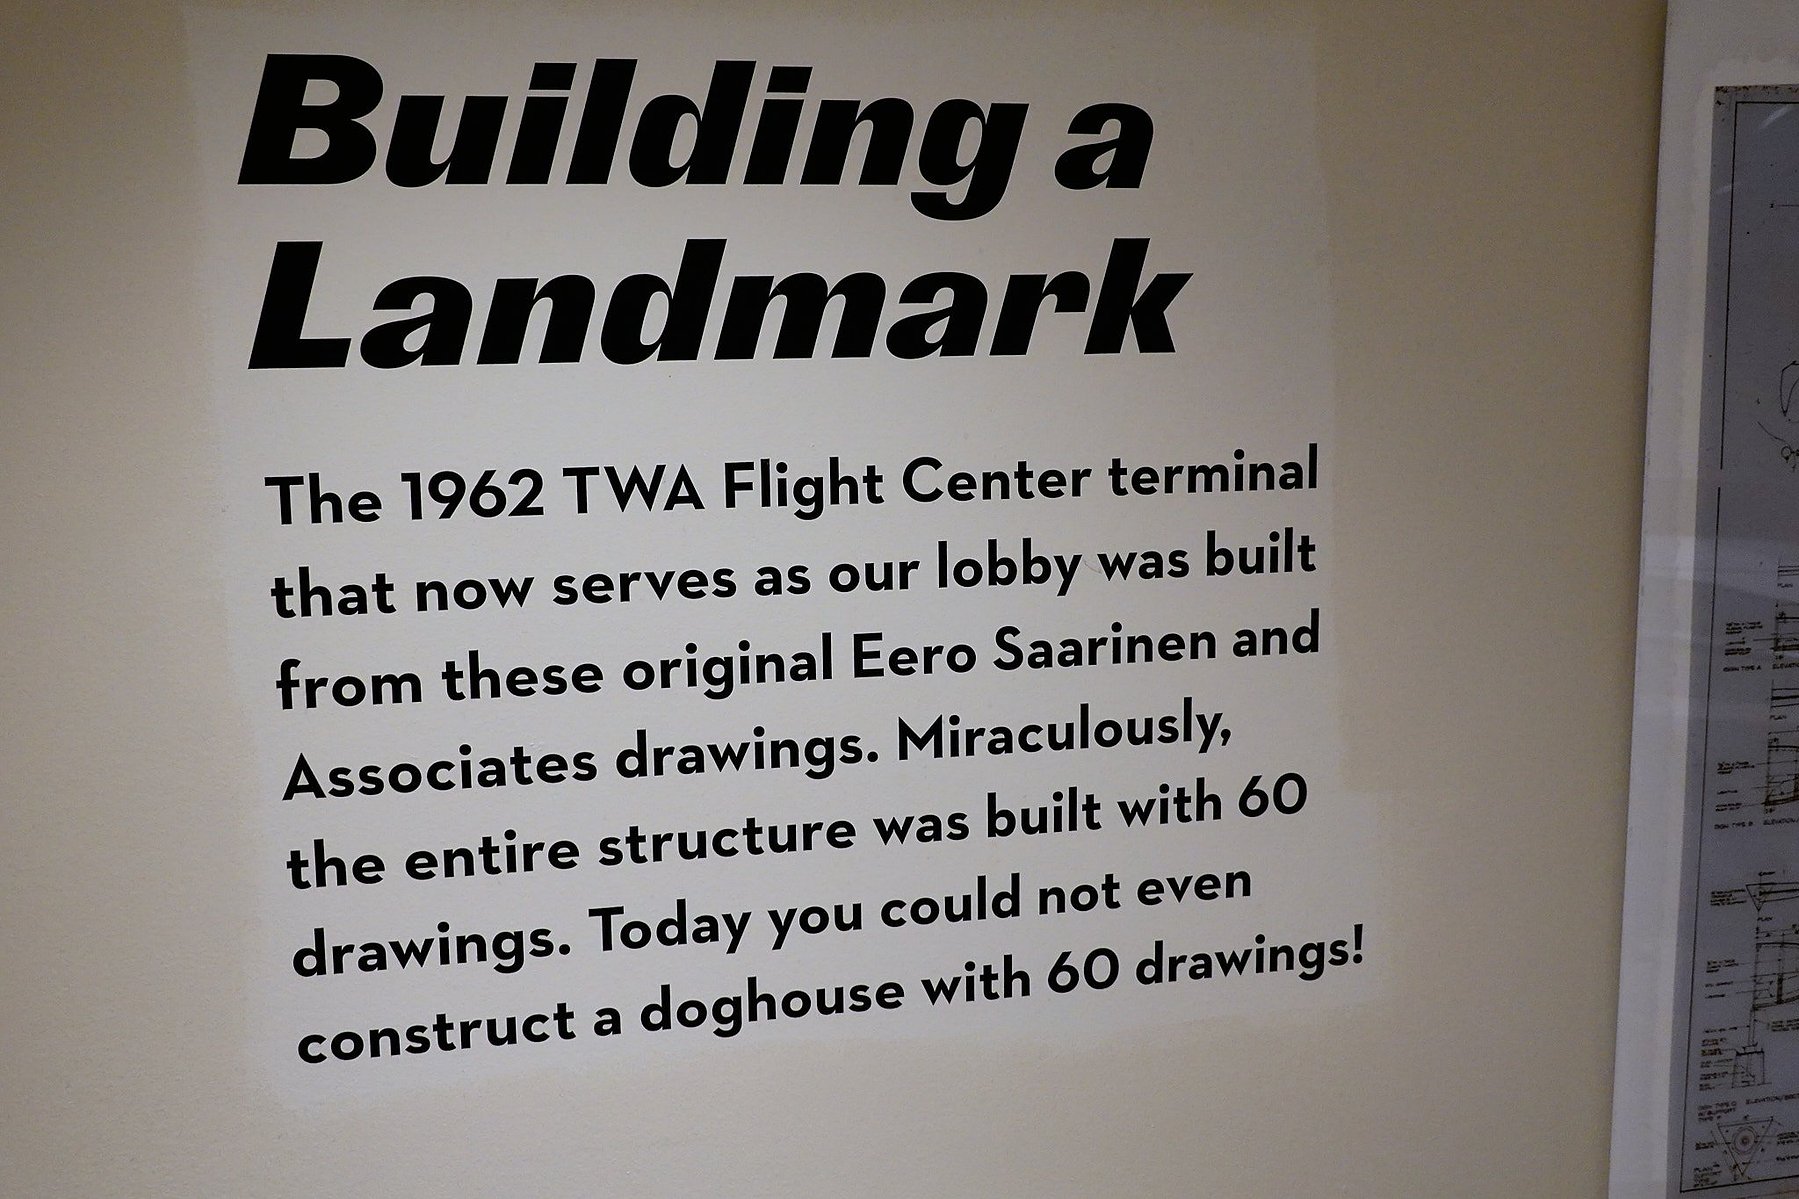 Building a
Landmark
The 1962 TWA Flight Center terminal
that now serves as our lobby was built
from these original Eero Saarinen and
Associates drawings. Miraculously,
the entire structure was built with 60
drawings. Today you could not even
construct a doghouse with 60 drawings!